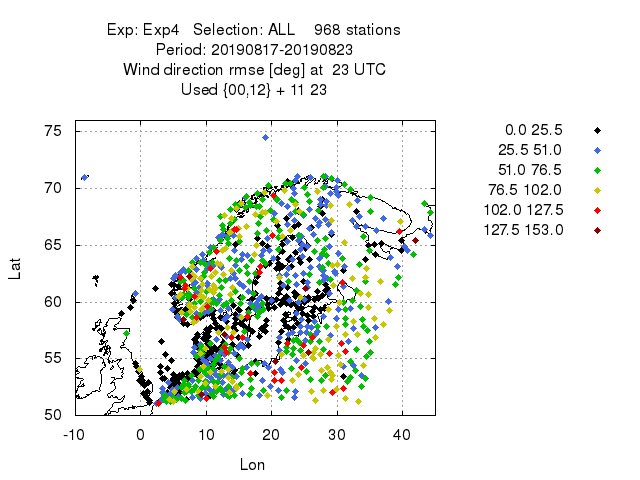 Exp: Exp4 Selection: ALL 968 stations
Period: 20190817-20190823
Wind direction rmse [deg] at 23 UTC
Used {00,12} + 11 23
75
70
65
60
55
50
Lat
-10 0 10 20 30 40
Lon
0.0 25.5
25.5 51.0
51.0 76.5
76.5 102.0
102.0 127.5
127.5 153.0